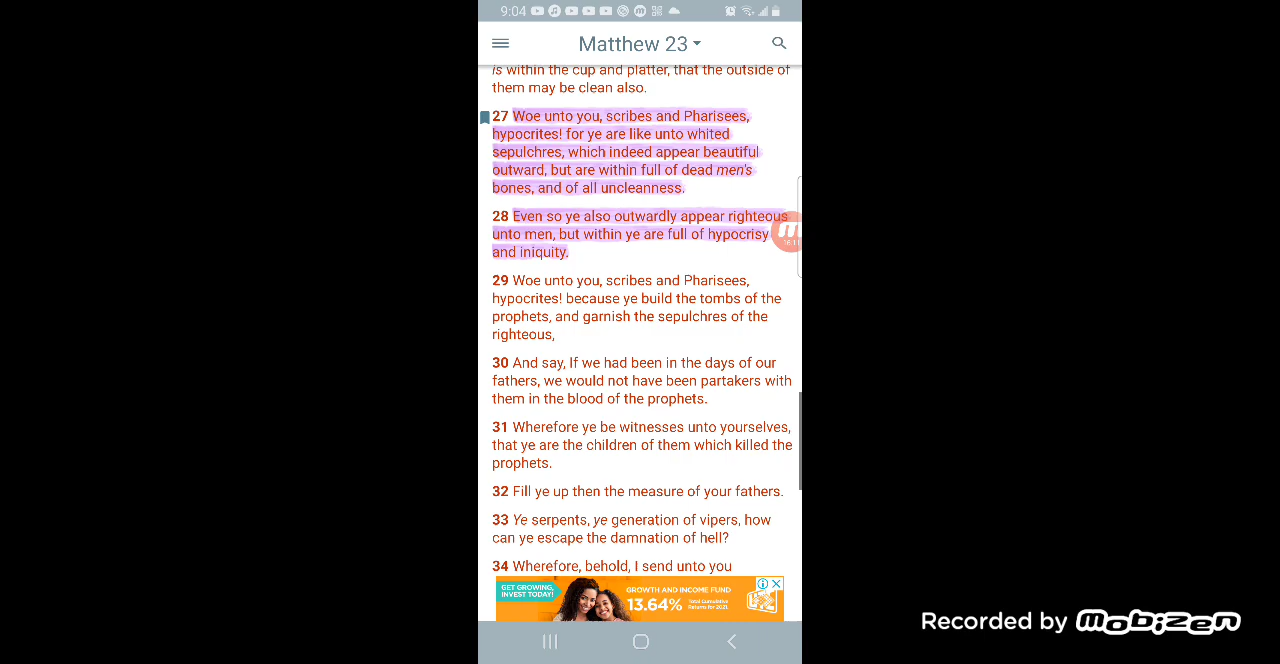 9:04
Matthew 23
is within the cup and platter, that the outside of
them may be clean also.
27 Woe unto you, scribes and Pharisees,
hypocrites! for ye are like unto whited
sepulchres, which indeed appear beautiful
outward, but are within full of dead men's
bones, and of all uncleanness.
28 Even so ye also outwardly appear righteous
unto men, but within ye are full of hypocrisy
and iniquity.
29 Woe unto you, scribes and Pharisees,
hypocrites! because ye build the tombs of the
prophets, and garnish the sepulchres of the
righteous,
30 And say, If we had been in the days of our
fathers, we would not have been partakers with
them in the blood of the prophets.
31 Wherefore ye be witnesses unto yourselves,
that ye are the children of them which killed the
prophets.
32 Fill ye up then the measure of your fathers.
33 Ye serpents, ye generation of vipers, how
can ye escape the damnation of hell?
34 Wherefore, behold, I send unto you
GET GROWING,
INVEST TODAY!
GROWTH AND INCOME FUND
13.64%
Total Cumulative
Returns for 2021
Recorded by mobizen